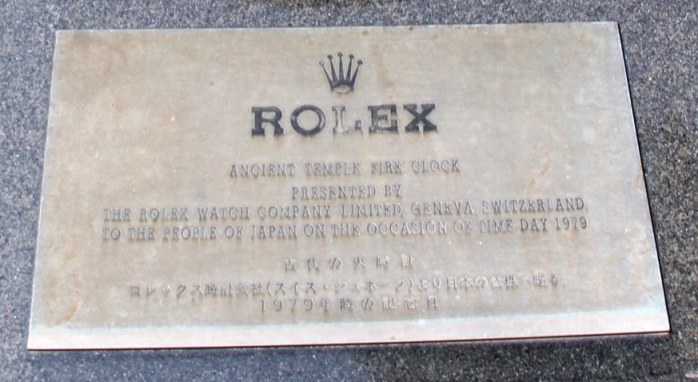 ROLEX
ANCIENT TEMPLE FIRE CLOCK
PRESENTED BY
THE ROLEX WATCH COMPANY LIMITED, GENEVA, SWITZERLAND,
TO THE PEOPLE OF JAPAN ON THE OCCASION OF TIME DAY 1979
古代の火時計
ロレックス時計会社(スイス・ジュネーブ)より日本の皆様へ贈る
1979年時の記念日